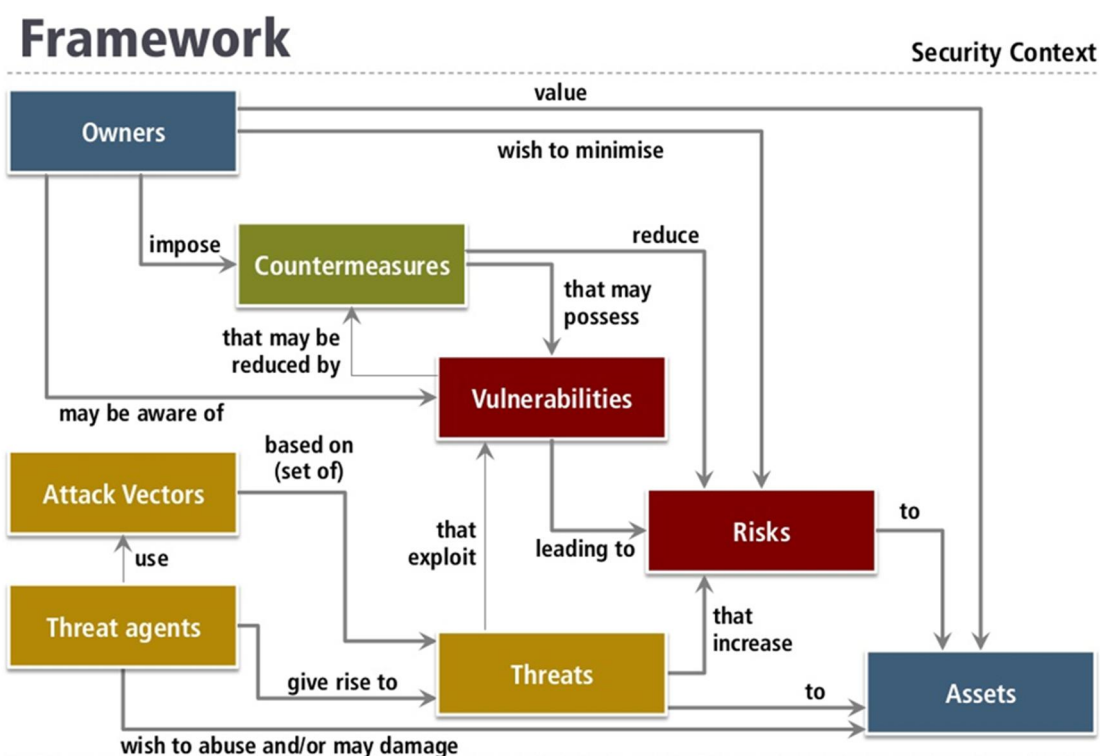 Framework
Security Context
value
Owners
wish to minimise
impose
reduce
Countermeasures
that may
possess
that may be
reduced by
Vulnerabilities
may be aware of
based on
(set of)
Attack Vectors
that
exploit
leading to
Risks
to
use
Threat agents
that
increase
give rise to
Threats
to
Assets
wish to abuse and/or may damage